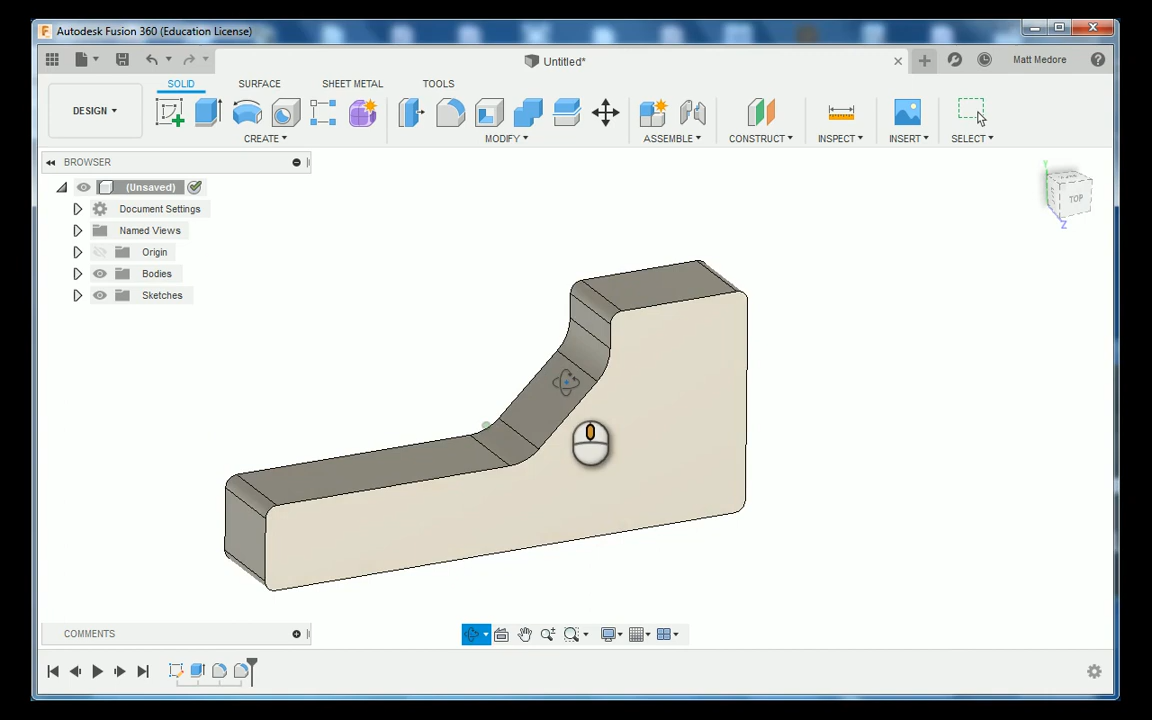 Autodesk Fusion 360 (Education License)
Untitled*
Matt Medore
SOLID
SURFACE
SHEET METAL
TOOLS
DESIGN
CREATE
MODIFY
ASSEMBLE
CONSTRUCT
INSPECT
INSERT
SELECT
BROWSER
(Unsaved)
Document Settings
Named Views
Origin
Bodies
Sketches
Y
TOP
Z
COMMENTS